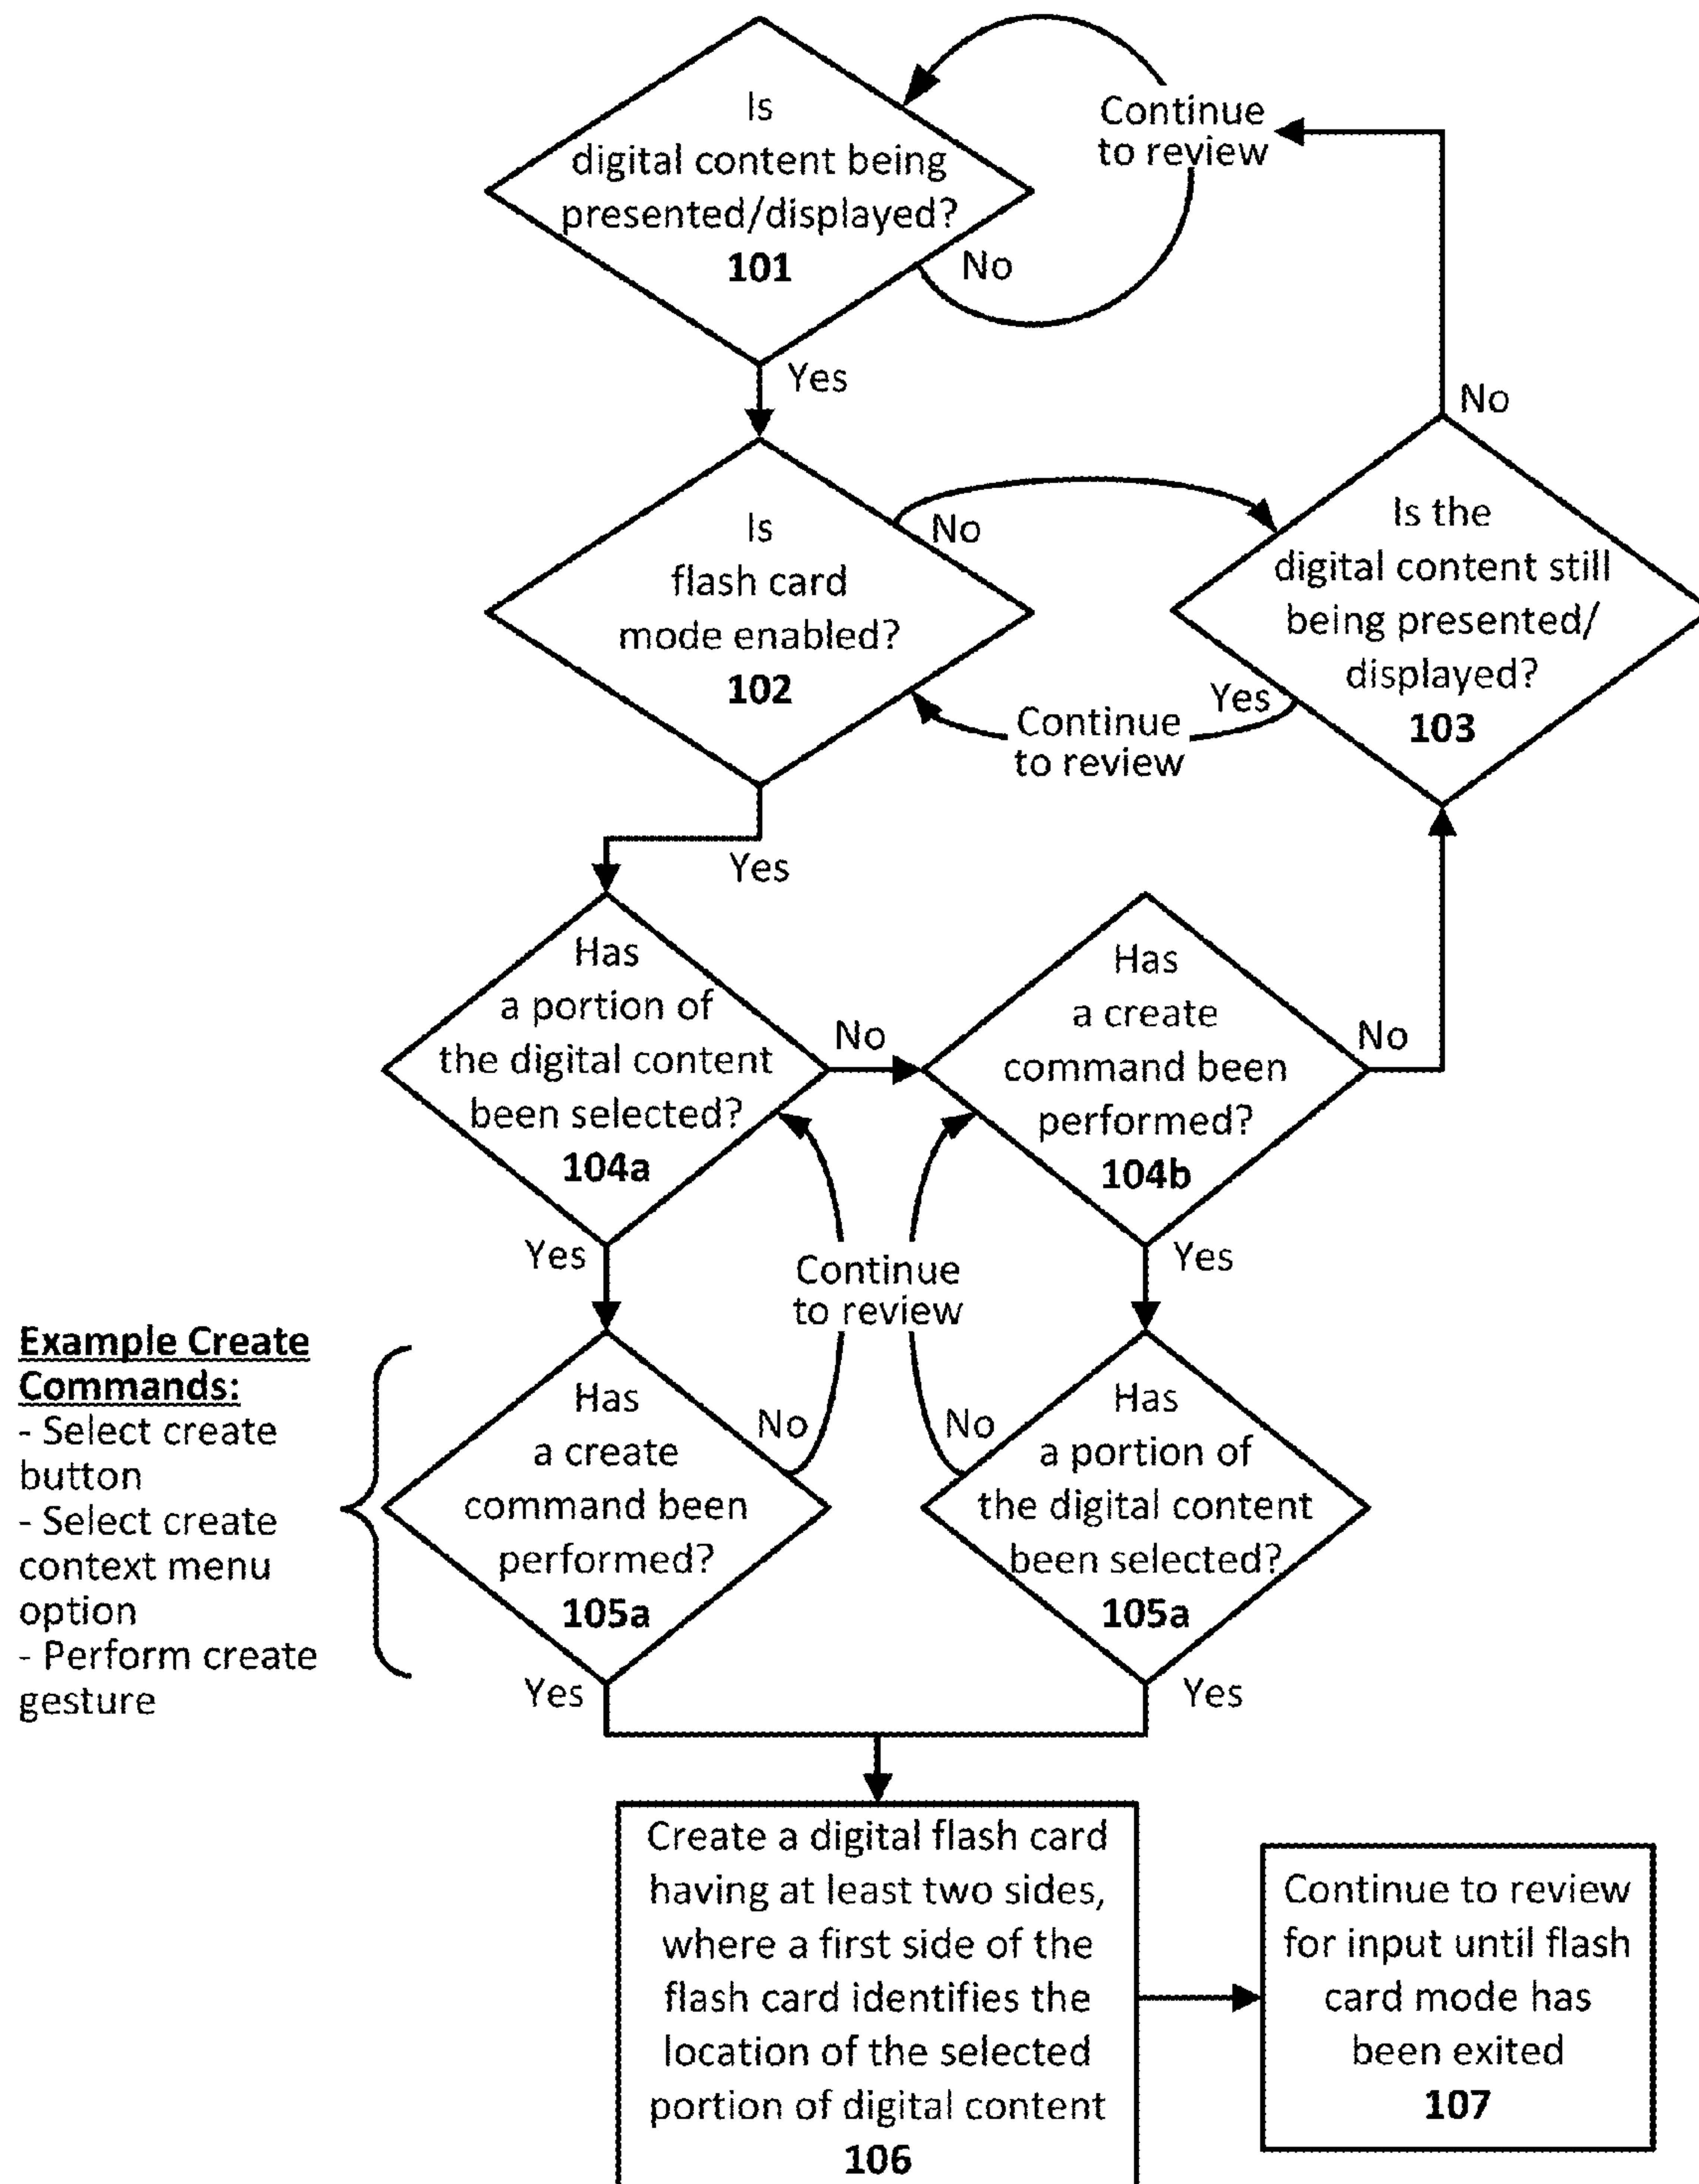 Is
digital content being
presented/displayed?
101
Continue
to review
No
Yes
No
Is
flash card
mode enabled?
102
No
Is the
digital content still
being presented/
displayed?
103
Yes
Continue
to review
Yes
Has
a portion of
the digital content
been selected?
104a
No
Has
a create
command been
performed?
104b
No
Yes
Continue
to review
Yes
Example Create
Commands:
- Select create
button
- Select create
context menu
option
- Perform create
gesture
Has
a create
command been
performed?
105a
No
No
Has
a portion of
the digital content
been selected?
105a
Yes
Yes
Create a digital flash card
having at least two sides,
where a first side of the
flash card identifies the
location of the selected
portion of digital content
106
Continue to review
for input until flash
card mode has
been exited
107